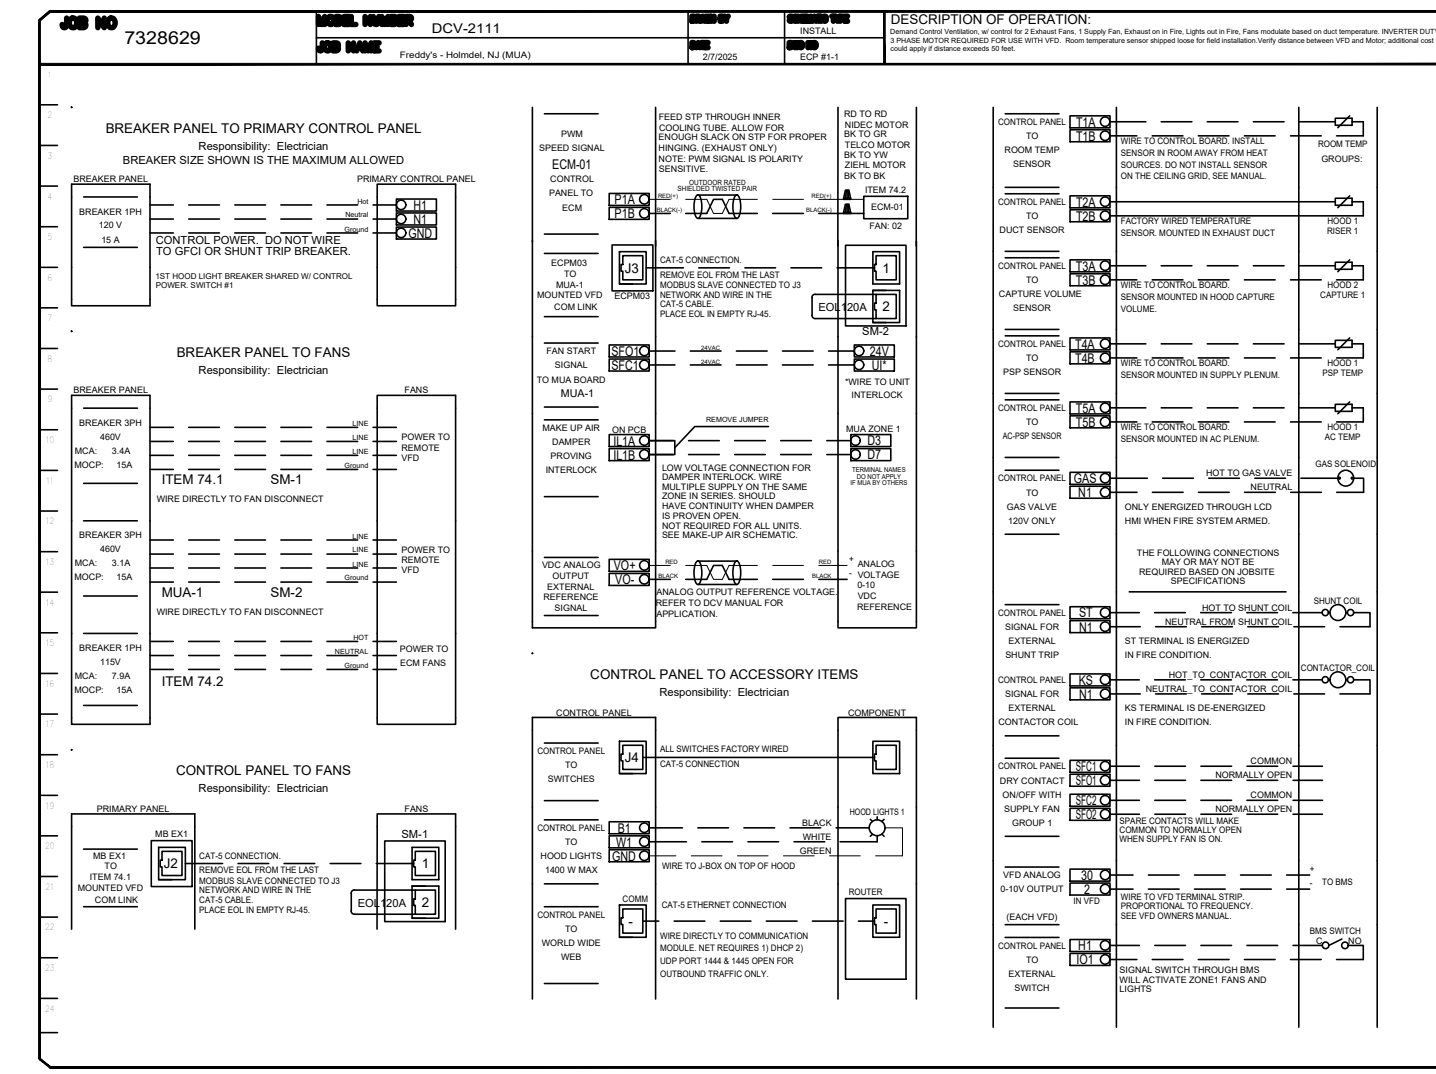 JOB NO
7328629
MODEL NUMBER
DCV-2111
JOB NAME
Freddy's - Holmdel, NJ (MUA)
DRAWN BY
DATE
2/7/2025
SCHEMATIC TYPE
INSTALL
ECP #1-1
DESCRIPTION OF OPERATION:
Demand Control Ventilation, w/ control for 2 Exhaust Fans, 1 Supply Fan, Exhaust on in Fire, Lights out in Fire, Fans modulate based on duct temperature. INVERTER DUTY
3 PHASE MOTOR REQUIRED FOR USE WITH VFD. Room temperature sensor shipped loose for field installation.Verify distance between VFD and Motor; additional cost
could apply if distance exceeds 50 feet.
1
2
3
4
5
6
7
8
9
10
11
12
13
14
15
16
17
18
19
20
21
22
23
24
BREAKER PANEL TO PRIMARY CONTROL PANEL
Responsibility: Electrician
BREAKER SIZE SHOWN IS THE MAXIMUM ALLOWED
BREAKER PANEL
PRIMARY CONTROL PANEL
BREAKER 1PH
120 V
15 A
Hot
H1
Neutral
N1
Ground
GND
CONTROL POWER. DO NOT WIRE
TO GFCI OR SHUNT TRIP BREAKER.
1ST HOOD LIGHT BREAKER SHARED W/ CONTROL
POWER. SWITCH #1
BREAKER PANEL TO FANS
Responsibility: Electrician
BREAKER PANEL
FANS
BREAKER 3PH
460V
MCA: 3.4A
MOCP: 15A
LINE
LINE
LINE
Ground
POWER TO
REMOTE
VFD
ITEM 74.1 SM-1
WIRE DIRECTLY TO FAN DISCONNECT
BREAKER 3PH
460V
MCA: 3.1A
MOCP: 15A
LINE
LINE
LINE
Ground
POWER TO
REMOTE
VFD
MUA-1 SM-2
WIRE DIRECTLY TO FAN DISCONNECT
BREAKER 1PH
115V
MCA: 7.9A
MOCP: 15A
HOT
NEUTRAL
Ground
POWER TO
ECM FANS
ITEM 74.2
CONTROL PANEL TO FANS
Responsibility: Electrician
PRIMARY PANEL
FANS
MB EX1
TO
ITEM 74.1
MOUNTED VFD
COM LINK
MB EX1
J2
CAT-5 CONNECTION.
REMOVE EOL FROM THE LAST
MODBUS SLAVE CONNECTED TO J3
NETWORK AND WIRE IN THE
CAT-5 CABLE.
PLACE EOL IN EMPTY RJ-45.
SM-1
1
EOL120A
2
PWM
SPEED SIGNAL
ECM-01
CONTROL
PANEL TO
ECM
FEED STP THROUGH INNER
COOLING TUBE. ALLOW FOR
ENOUGH SLACK ON STP FOR PROPER
HINGING. (EXHAUST ONLY)
NOTE: PWM SIGNAL IS POLARITY
SENSITIVE.
OUTDOOR RATED
SHIELDED TWISTED PAIR
P1A
P1B
RED(+)
BLACK(-)
RED(+)
BLACK(-)
RD TO RD
NIDEC MOTOR
BK TO GR
TELCO MOTOR
BK TO YW
ZIEHL MOTOR
BK TO BK
ITEM 74.2
ECM-01
FAN: 02
ECPM03
TO
MUA-1
MOUNTED VFD
COM LINK
J3
ECPM03
CAT-5 CONNECTION.
REMOVE EOL FROM THE LAST
MODBUS SLAVE CONNECTED TO J3
NETWORK AND WIRE IN THE
CAT-5 CABLE.
PLACE EOL IN EMPTY RJ-45.
1
EOL120A
2
SM-2
FAN START
SIGNAL
TO MUA BOARD
MUA-1
SFO1
SFC1
24VAC
24VAC
24V
UI*
*WIRE TO UNIT
INTERLOCK
MAKE UP AIR
DAMPER
PROVING
INTERLOCK
ON PCB
IL1A
IL1B
REMOVE JUMPER
LOW VOLTAGE CONNECTION FOR
DAMPER INTERLOCK. WIRE
MULTIPLE SUPPLY ON THE SAME
ZONE IN SERIES. SHOULD
HAVE CONTINUITY WHEN DAMPER
IS PROVEN OPEN.
NOT REQUIRED FOR ALL UNITS.
SEE MAKE-UP AIR SCHEMATIC.
MUA ZONE 1
D3
D7
TERMINAL NAMES
DO NOT APPLY
IF MUA BY OTHERS
VDC ANALOG
OUTPUT
EXTERNAL
REFERENCE
SIGNAL
VO+
VO-
RED
BLACK
RED
BLACK
ANALOG OUTPUT REFERENCE VOLTAGE.
REFER TO DCV MANUAL FOR
APPLICATION.
+ ANALOG
- VOLTAGE
0-10
VDC
REFERENCE
CONTROL PANEL TO ACCESSORY ITEMS
Responsibility: Electrician
CONTROL PANEL
COMPONENT
CONTROL PANEL
TO
SWITCHES
J4
ALL SWITCHES FACTORY WIRED
CAT-5 CONNECTION
CONTROL PANEL
TO
HOOD LIGHTS
1400 W MAX
B1
W1
GND
BLACK
WHITE
GREEN
HOOD LIGHTS 1
WIRE TO J-BOX ON TOP OF HOOD
CONTROL PANEL
TO
WORLD WIDE
WEB
COMM
-
CAT-5 ETHERNET CONNECTION
WIRE DIRECTLY TO COMMUNICATION
MODULE. NET REQUIRES 1) DHCP 2)
UDP PORT 1444 & 1445 OPEN FOR
OUTBOUND TRAFFIC ONLY.
ROUTER
-
CONTROL PANEL
TO
ROOM TEMP
SENSOR
T1A
T1B
WIRE TO CONTROL BOARD. INSTALL
SENSOR IN ROOM AWAY FROM HEAT
SOURCES. DO NOT INSTALL SENSOR
ON THE CEILING GRID, SEE MANUAL.
ROOM TEMP
GROUPS:
CONTROL PANEL
TO
DUCT SENSOR
T2A
T2B
FACTORY WIRED TEMPERATURE
SENSOR. MOUNTED IN EXHAUST DUCT
HOOD 1
RISER 1
CONTROL PANEL
TO
CAPTURE VOLUME
SENSOR
T3A
T3B
WIRE TO CONTROL BOARD.
SENSOR MOUNTED IN HOOD CAPTURE
VOLUME.
HOOD 2
CAPTURE 1
CONTROL PANEL
TO
PSP SENSOR
T4A
T4B
WIRE TO CONTROL BOARD.
SENSOR MOUNTED IN SUPPLY PLENUM.
HOOD 1
PSP TEMP
CONTROL PANEL
TO
AC-PSP SENSOR
T5A
T5B
WIRE TO CONTROL BOARD.
SENSOR MOUNTED IN AC PLENUM.
HOOD 1
AC TEMP
CONTROL PANEL
TO
GAS VALVE
120V ONLY
GAS
N1
HOT TO GAS VALVE
NEUTRAL
GAS SOLENOID
ONLY ENERGIZED THROUGH LCD
HMI WHEN FIRE SYSTEM ARMED.
THE FOLLOWING CONNECTIONS
MAY OR MAY NOT BE
REQUIRED BASED ON JOBSITE
SPECIFICATIONS
CONTROL PANEL
SIGNAL FOR
EXTERNAL
SHUNT TRIP
ST
N1
HOT TO SHUNT COIL
NEUTRAL FROM SHUNT COIL
SHUNT COIL
ST TERMINAL IS ENERGIZED
IN FIRE CONDITION.
CONTROL PANEL
SIGNAL FOR
EXTERNAL
CONTACTOR COIL
KS
N1
HOT TO CONTACTOR COIL
NEUTRAL TO CONTACTOR COIL
CONTACTOR COIL
KS TERMINAL IS DE-ENERGIZED
IN FIRE CONDITION.
CONTROL PANEL
DRY CONTACT
ON/OFF WITH
SUPPLY FAN
GROUP 1
SFC1
SFO1
SFC2
SFO2
COMMON
NORMALLY OPEN
COMMON
NORMALLY OPEN
SPARE CONTACTS WILL MAKE
COMMON TO NORMALLY OPEN
WHEN SUPPLY FAN IS ON.
VFD ANALOG
0-10V OUTPUT
(EACH VFD)
30
2
IN VFD
+
-
TO BMS
WIRE TO VFD TERMINAL STRIP.
PROPORTIONAL TO FREQUENCY.
SEE VFD OWNERS MANUAL.
CONTROL PANEL
TO
EXTERNAL
SWITCH
H1
IO1
BMS SWITCH
C NO
SIGNAL SWITCH THROUGH BMS
WILL ACTIVATE ZONE1 FANS AND
LIGHTS